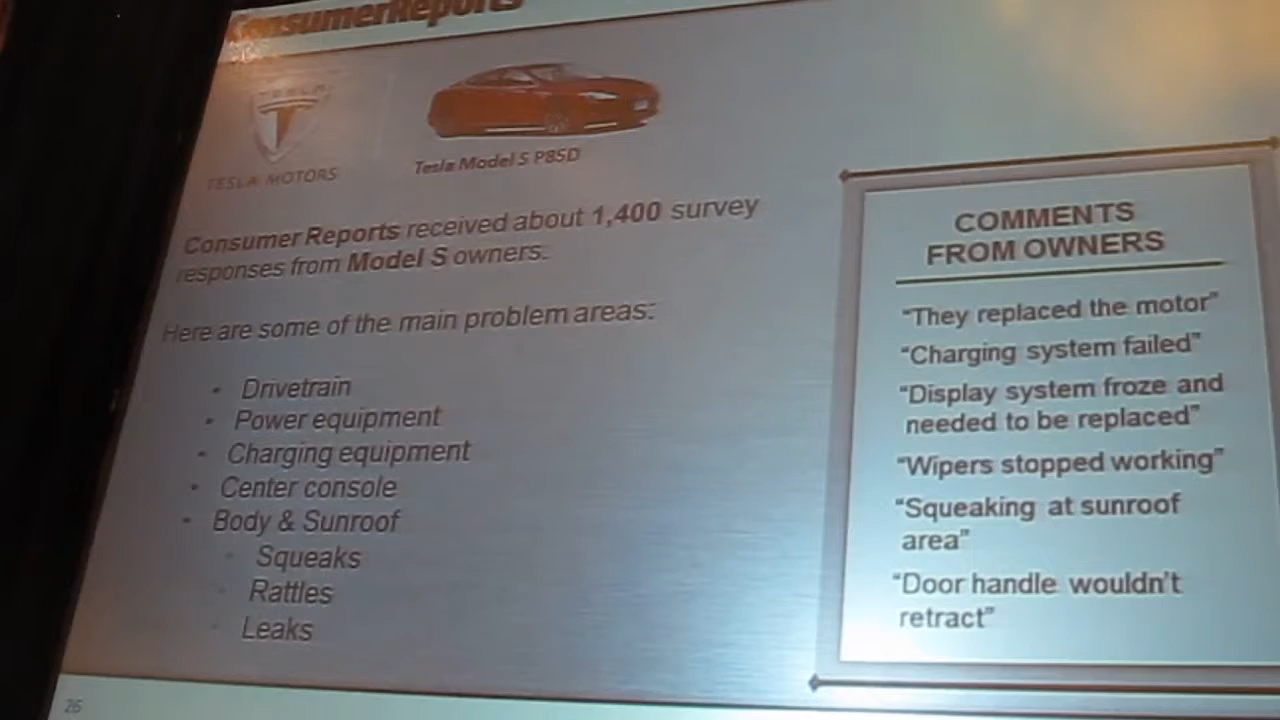 ConsumerReports
TESLA
TESLA MOTORS
Tesla Model S P85D
Consumer Reports received about 1,400 survey
responses from Model S owners.
Here are some of the main problem areas:
- Drivetrain
- Power equipment
- Charging equipment
- Center console
- Body & Sunroof
- Squeaks
- Rattles
- Leaks
COMMENTS
FROM OWNERS
“They replaced the motor”
“Charging system failed”
“Display system froze and
needed to be replaced”
“Wipers stopped working”
“Squeaking at sunroof
area”
“Door handle wouldn’t
retract”
26